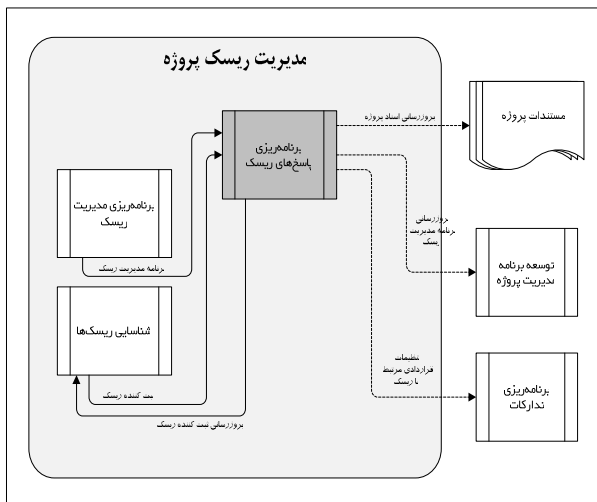 مدیریت ریسک پروژه
مستندات پروژه
بروزرسانی اسناد پروژه
برنامه‌ریزی
پاسخ‌های ریسک
برنامه‌ریزی مدیریت
ریسک
بروزرسانی
برنامه مدیریت
ریسک
توسعه برنامه
مدیریت پروژه
برنامه مدیریت ریسک
شناسایی ریسک‌ها
تنظیمات
قراردادی مرتبط
با ریسک
برنامه‌ریزی
تدارکات
ثبت کننده ریسک
بروزرسانی ثبت کننده ریسک